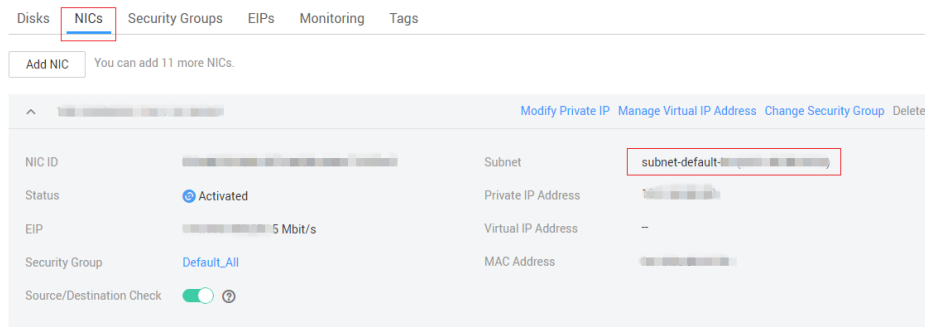 Disks NICs Security Groups EIPs Monitoring Tags
Add NIC You can add 11 more NICs.
Modify Private IP Manage Virtual IP Address Change Security Group Delete
NIC ID Subnet subnet-default-
Status Activated Private IP Address
EIP 5 Mbit/s Virtual IP Address --
Security Group Default_All MAC Address
Source/Destination Check